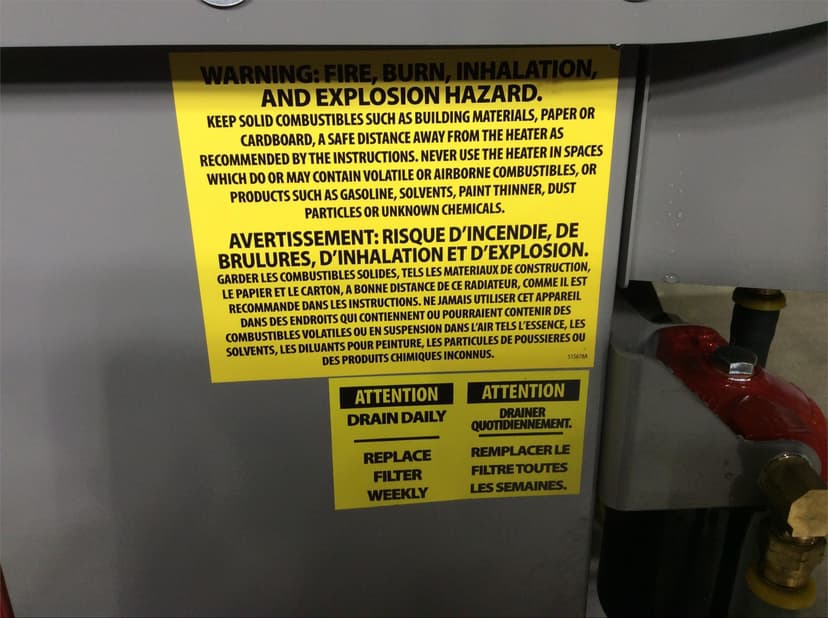 WARNING: FIRE, BURN, INHALATION,
AND EXPLOSION HAZARD.
KEEP SOLID COMBUSTIBLES SUCH AS BUILDING MATERIALS, PAPER OR
CARDBOARD, A SAFE DISTANCE AWAY FROM THE HEATER AS
RECOMMENDED BY THE INSTRUCTIONS. NEVER USE THE HEATER IN SPACES
WHICH DO OR MAY CONTAIN VOLATILE OR AIRBORNE COMBUSTIBLES, OR
PRODUCTS SUCH AS GASOLINE, SOLVENTS, PAINT THINNER, DUST
PARTICLES OR UNKNOWN CHEMICALS.
AVERTISSEMENT: RISQUE D'INCENDIE, DE
BRULURES, D'INHALATION ET D'EXPLOSION.
GARDER LES COMBUSTIBLES SOLIDES, TELS LES MATERIAUX DE CONSTRUCTION,
LE PAPIER ET LE CARTON, A BONNE DISTANCE DE CE RADIATEUR, COMME IL EST
RECOMMANDE DANS LES INSTRUCTIONS. NE JAMAIS UTILISER CET APPAREIL
DANS DES ENDROITS QUI CONTIENNENT OU POURRAIENT CONTENIR DES
COMBUSTIBLES VOLATILES OU EN SUSPENSION DANS L'AIR TELS L'ESSENCE, LES
SOLVENTS, LES DILUANTS POUR PEINTURE, LES PARTICULES DE POUSSIERES OU
DES PRODUITS CHIMIQUES INCONNUS.
515678A
ATTENTION
DRAIN DAILY
REPLACE
FILTER
WEEKLY
ATTENTION
DRAINER
QUOTIDIENNEMENT.
REMPLACER LE
FILTRE TOUTES
LES SEMAINES.